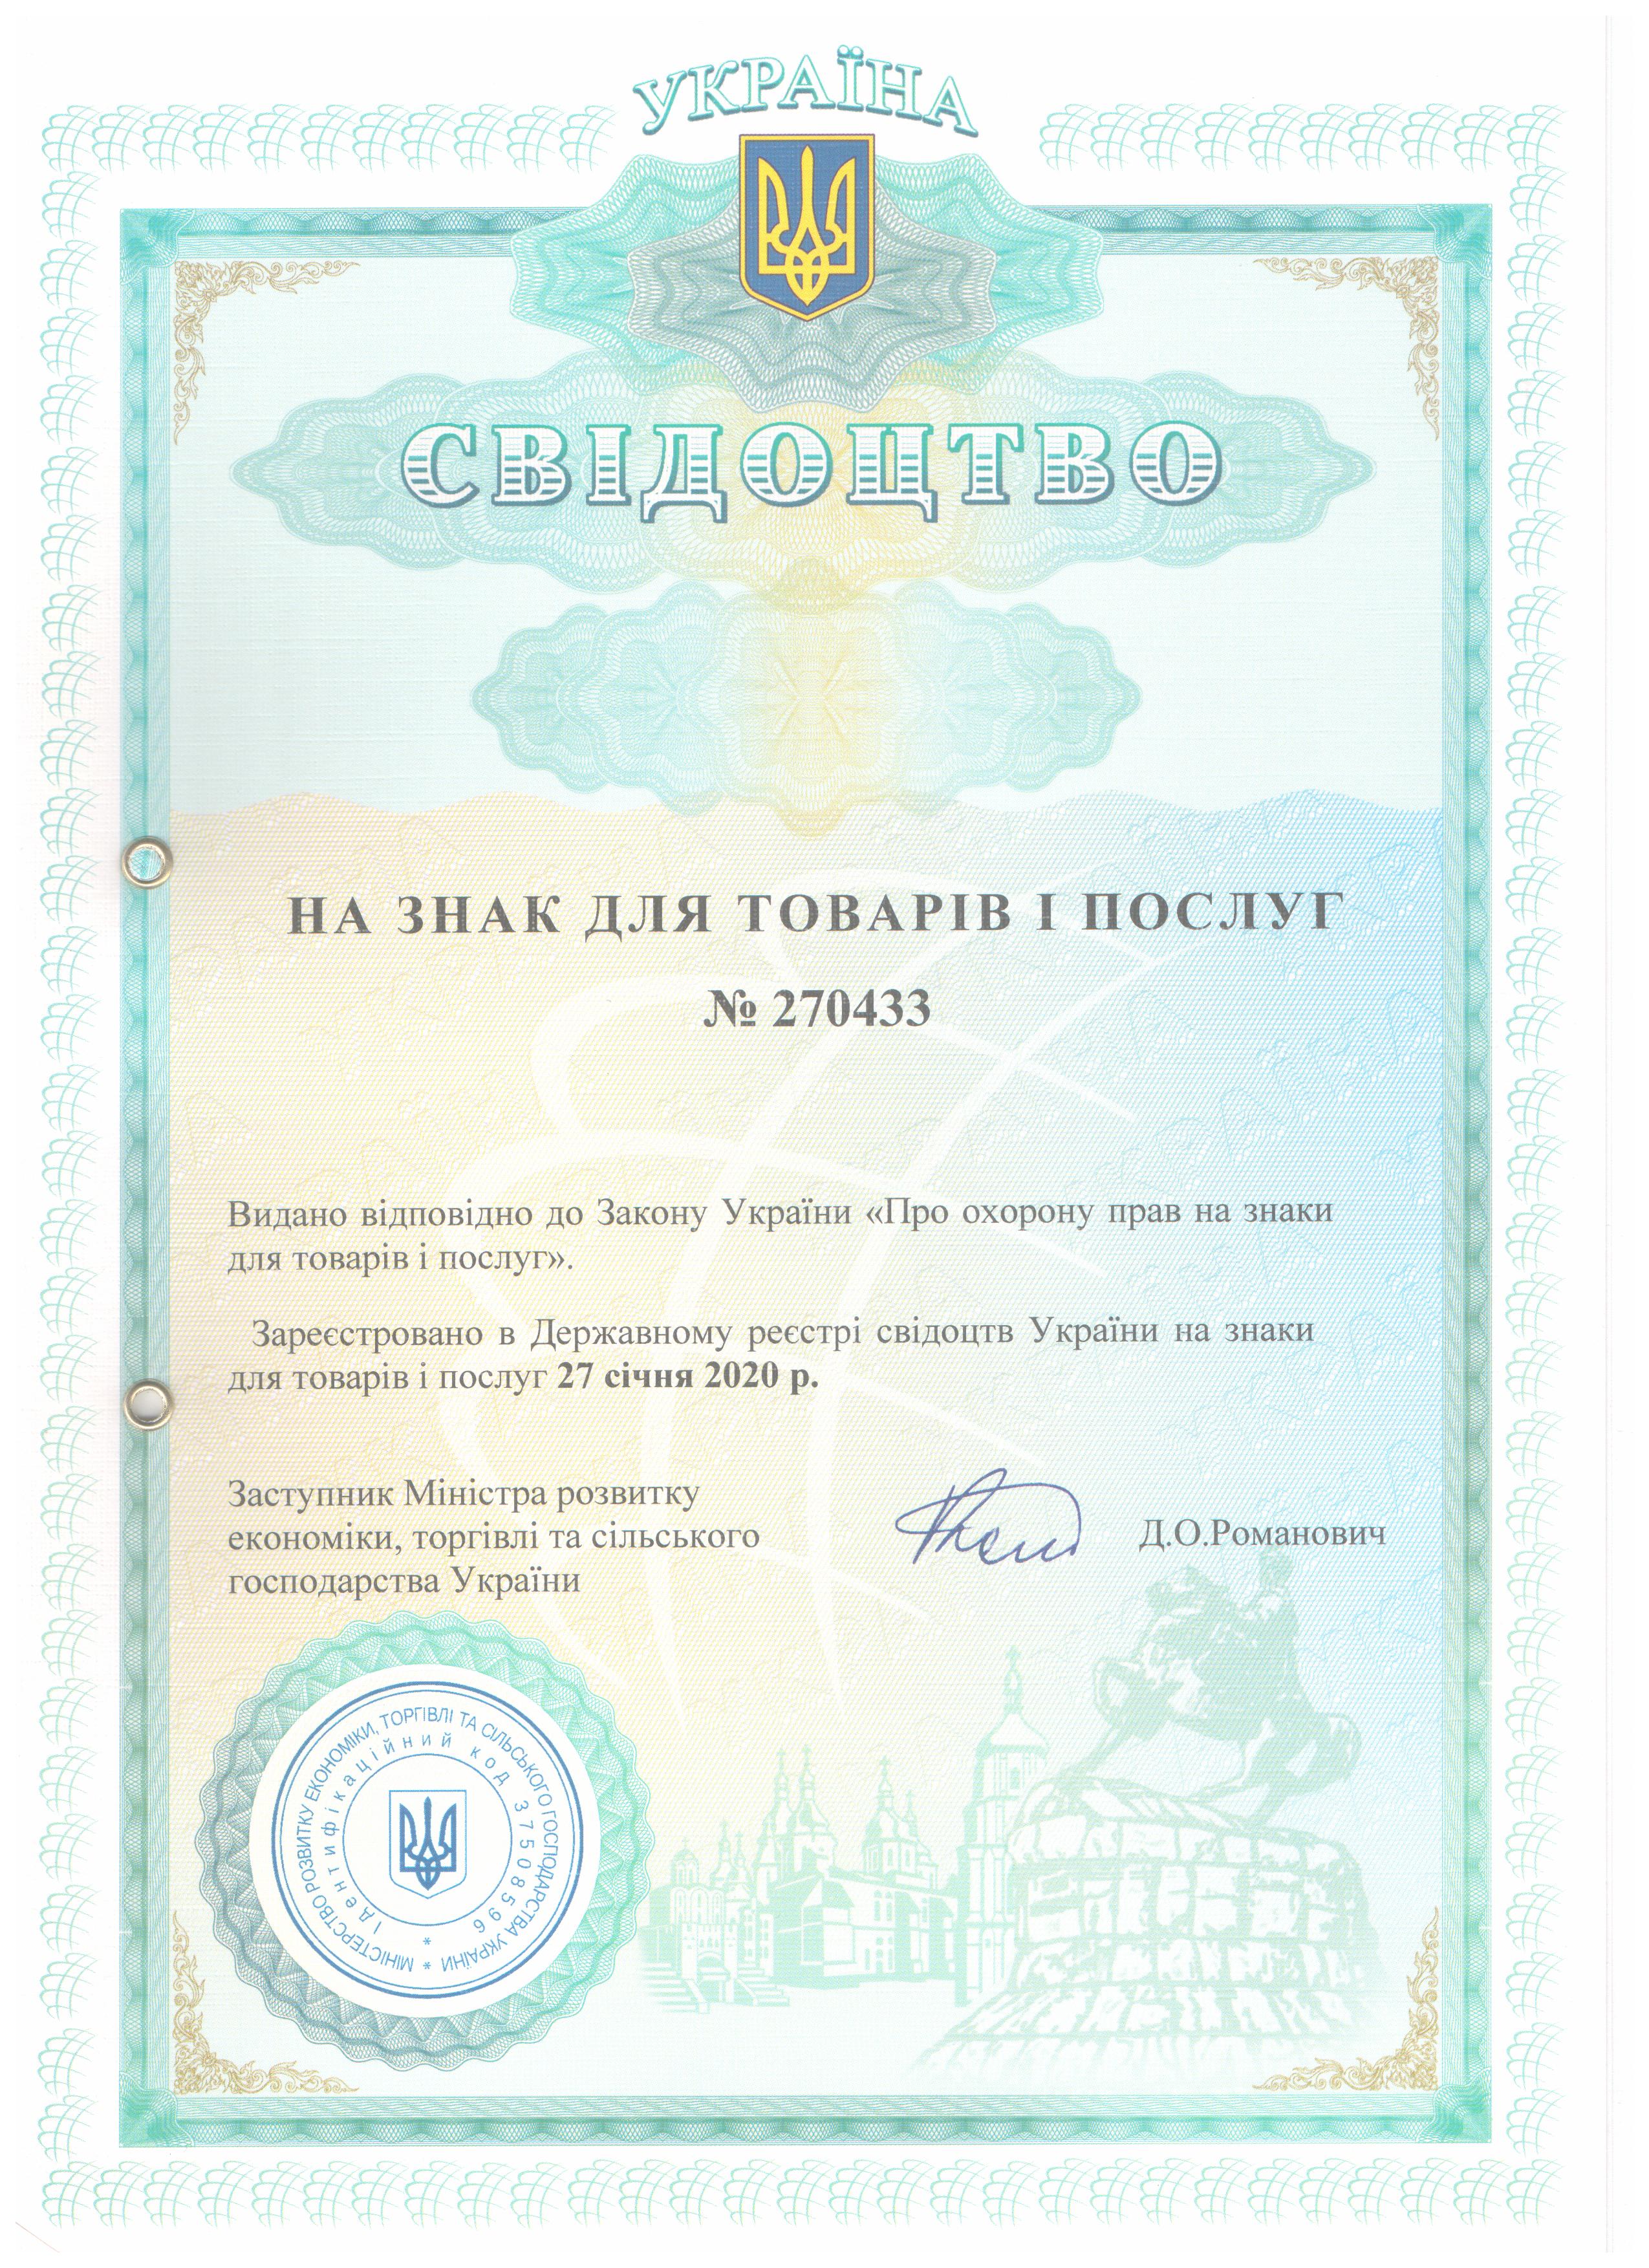 УКРАЇНА
СВІДОЦТВО
НА ЗНАК ДЛЯ ТОВАРІВ І ПОСЛУГ
№ 270433
Видано відповідно до Закону України «Про охорону прав на знаки
для товарів і послуг».
Зареєстровано в Державному реєстрі свідоцтв України на знаки
для товарів і послуг 27 січня 2020 р.
Заступник Міністра розвитку
економіки, торгівлі та сільського
господарства України
Д.О.Романович
МІНІСТЕРСТВО РОЗВИТКУ ЕКОНОМІКИ, ТОРГІВЛІ ТА СІЛЬСЬКОГО ГОСПОДАРСТВА УКРАЇНИ *
Ідентифікаційний код 37508596 *